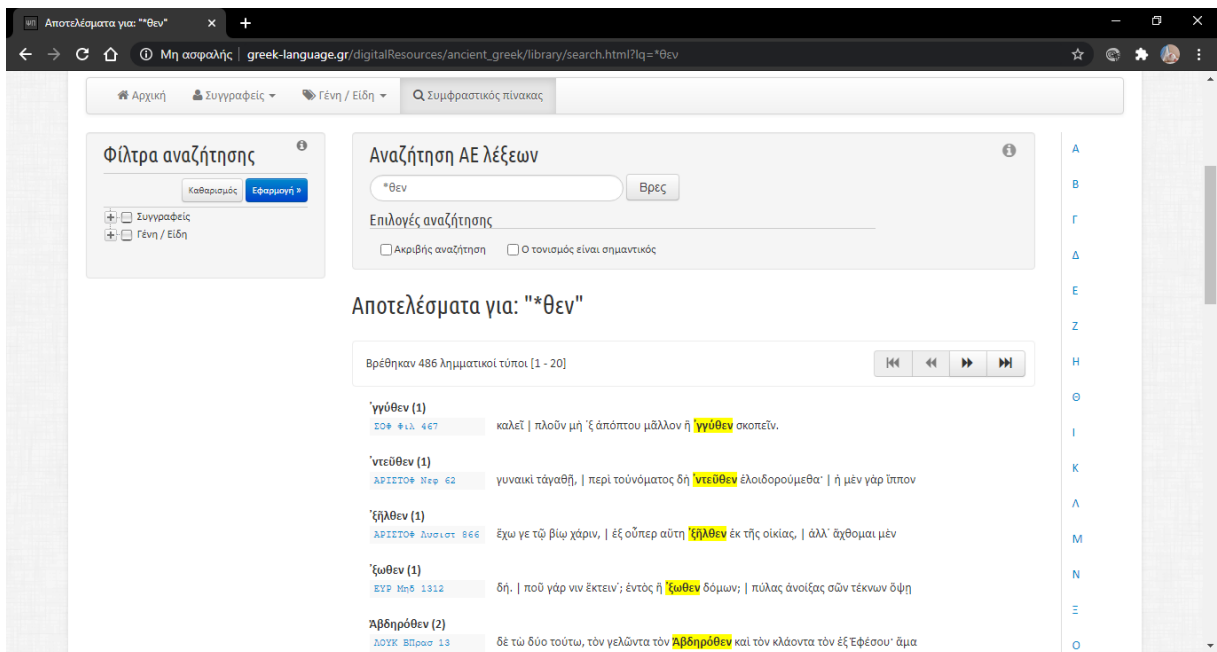 ΨΠ Αποτελέσματα για: "*θεν" × +
Μη ασφαλής | greek-language.gr/digitalResources/ancient_greek/library/search.html?lq=*θεν
Αρχική Συγγραφείς Γένη / Είδη Συμφραστικός πίνακας
Φίλτρα αναζήτησης
Καθαρισμός Εφαρμογή »
Συγγραφείς
Γένη / Είδη
Αναζήτηση ΑΕ λέξεων
*θεν Βρες
Επιλογές αναζήτησης
Ακριβής αναζήτηση Ο τονισμός είναι σημαντικός
Αποτελέσματα για: "*θεν"
Βρέθηκαν 486 λημματικοί τύποι [1 - 20]
'γγύθεν (1)
ΣΟΦ Φιλ 467 καλεῖ | πλοῦν μὴ 'ξ ἀπόπτου μᾶλλον ἢ 'γγύθεν σκοπεῖν.
'ντεῦθεν (1)
ΑΡΙΣΤΟΦ Νεφ 62 γυναικὶ τἀγαθῇ, | περὶ τοὐνόματος δὴ 'ντεῦθεν ἐλοιδορούμεθα· | ἡ μὲν γὰρ ἵππον
'ξῆλθεν (1)
ΑΡΙΣΤΟΦ Λυσιστ 866 ἔχω γε τῷ βίῳ χάριν, | ἐξ οὗπερ αὕτη 'ξῆλθεν ἐκ τῆς οἰκίας, | ἀλλ' ἄχθομαι μὲν
'ξωθεν (1)
ΕΥΡ Μηδ 1312 δή. | ποῦ γάρ νιν ἔκτειν'; ἐντὸς ἢ 'ξωθεν δόμων; | πύλας ἀνοίξας σῶν τέκνων ὄψῃ
Ἀβδηρόθεν (2)
ΛΟΥΚ ΒΠρασ 13 δὲ τὼ δύο τούτω, τὸν γελῶντα τὸν Ἀβδηρόθεν καὶ τὸν κλάοντα τὸν ἐξ Ἐφέσου· ἅμα
Α
Β
Γ
Δ
Ε
Ζ
Η
Θ
Ι
Κ
Λ
Μ
Ν
Ξ
Ο